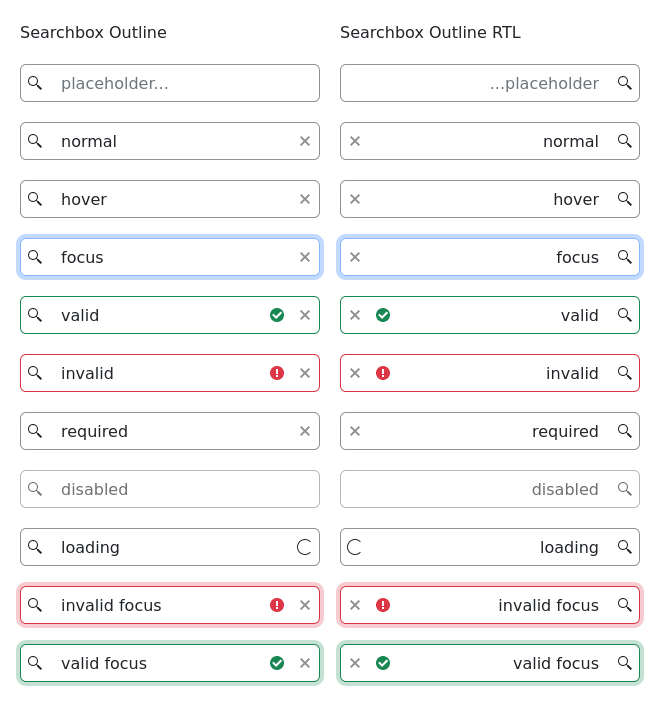 Searchbox Outline
placeholder...
normal
hover
focus
valid
invalid
required
disabled
loading
invalid focus
valid focus
Searchbox Outline RTL
...placeholder
normal
hover
focus
valid
invalid
required
disabled
loading
invalid focus
valid focus